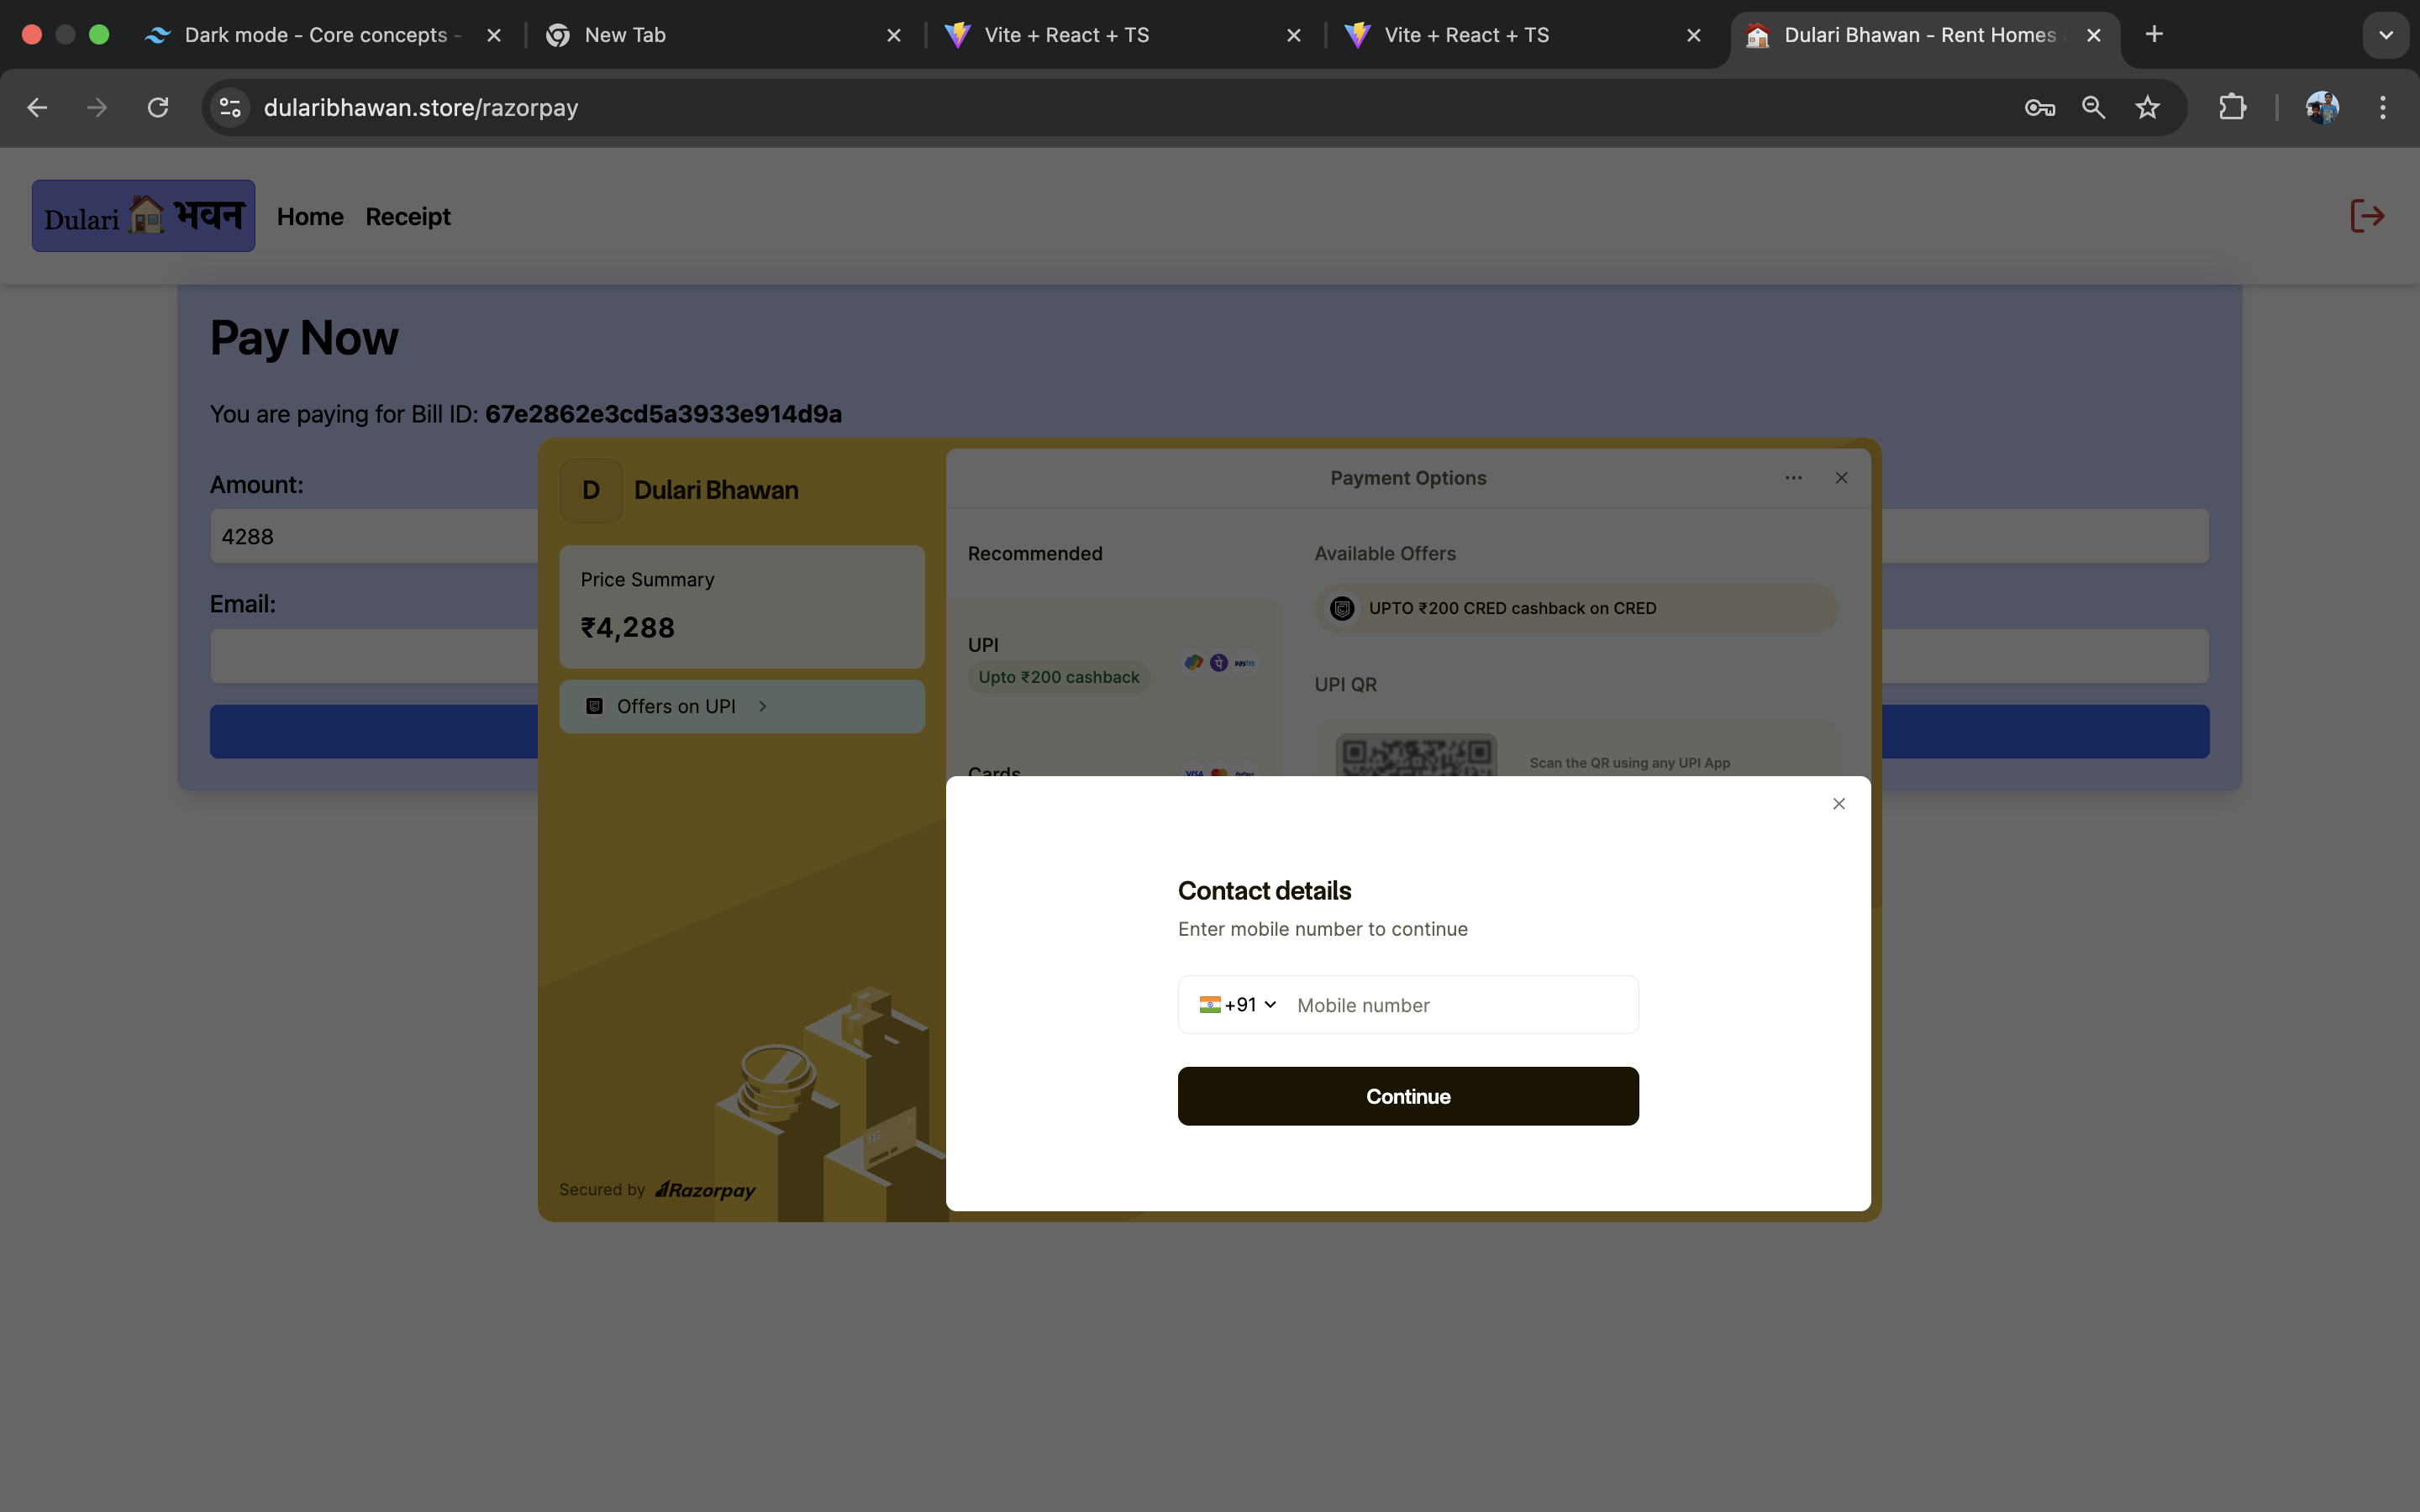 Dark mode - Core concepts -
New Tab
Vite + React + TS
Vite + React + TS
Dulari Bhawan - Rent Homes
dularibhawan.store/razorpay
Dulari 🏠 भवन
Home
Receipt
Pay Now
You are paying for Bill ID: 67e2862e3cd5a3933e914d9a
Amount:
4288
Email:
D
Dulari Bhawan
Price Summary
₹4,288
Offers on UPI
Secured by Razorpay
Payment Options
Recommended
UPI
Upto ₹200 cashback
Cards
VISA
Available Offers
UPTO ₹200 CRED cashback on CRED
UPI QR
Scan the QR using any UPI App
Contact details
Enter mobile number to continue
+91
Mobile number
Continue